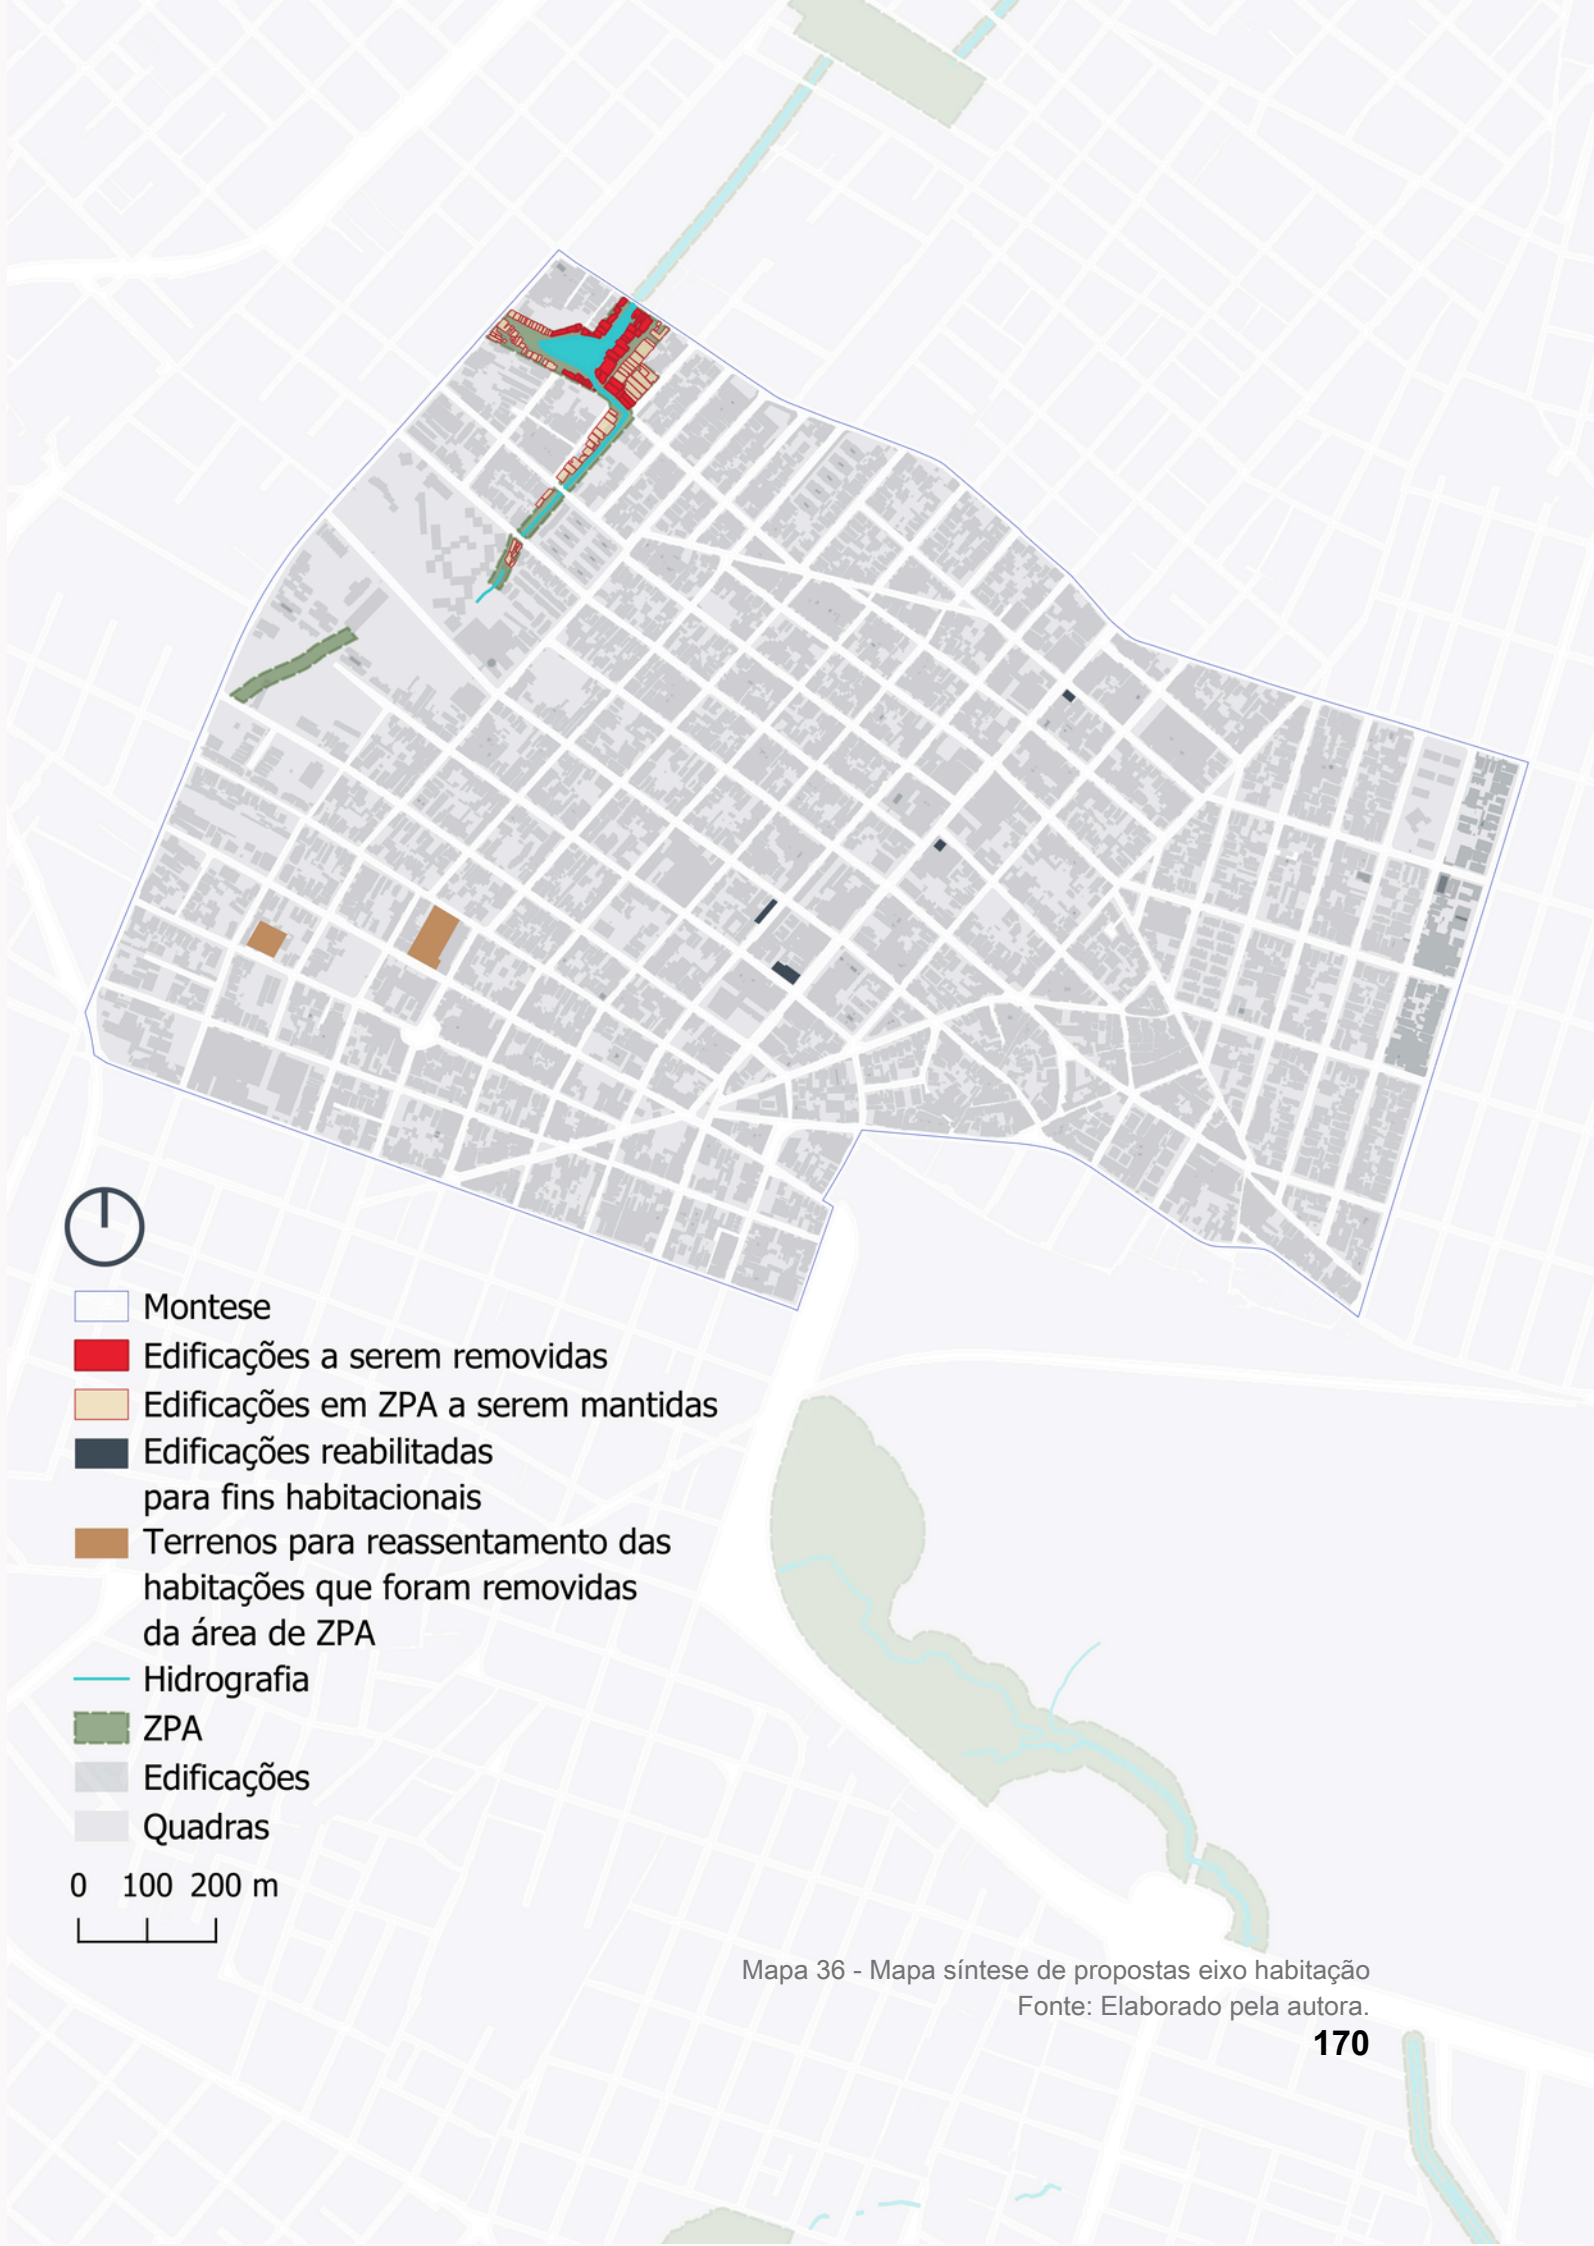 Montese
Edificações a serem removidas
Edificações em ZPA a serem mantidas
Edificações reabilitadas
para fins habitacionais
Terrenos para reassentamento das
habitações que foram removidas
da área de ZPA
Hidrografia
ZPA
Edificações
Quadras
0 100 200 m
Mapa 36 - Mapa síntese de propostas eixo habitação
Fonte: Elaborado pela autora.
170